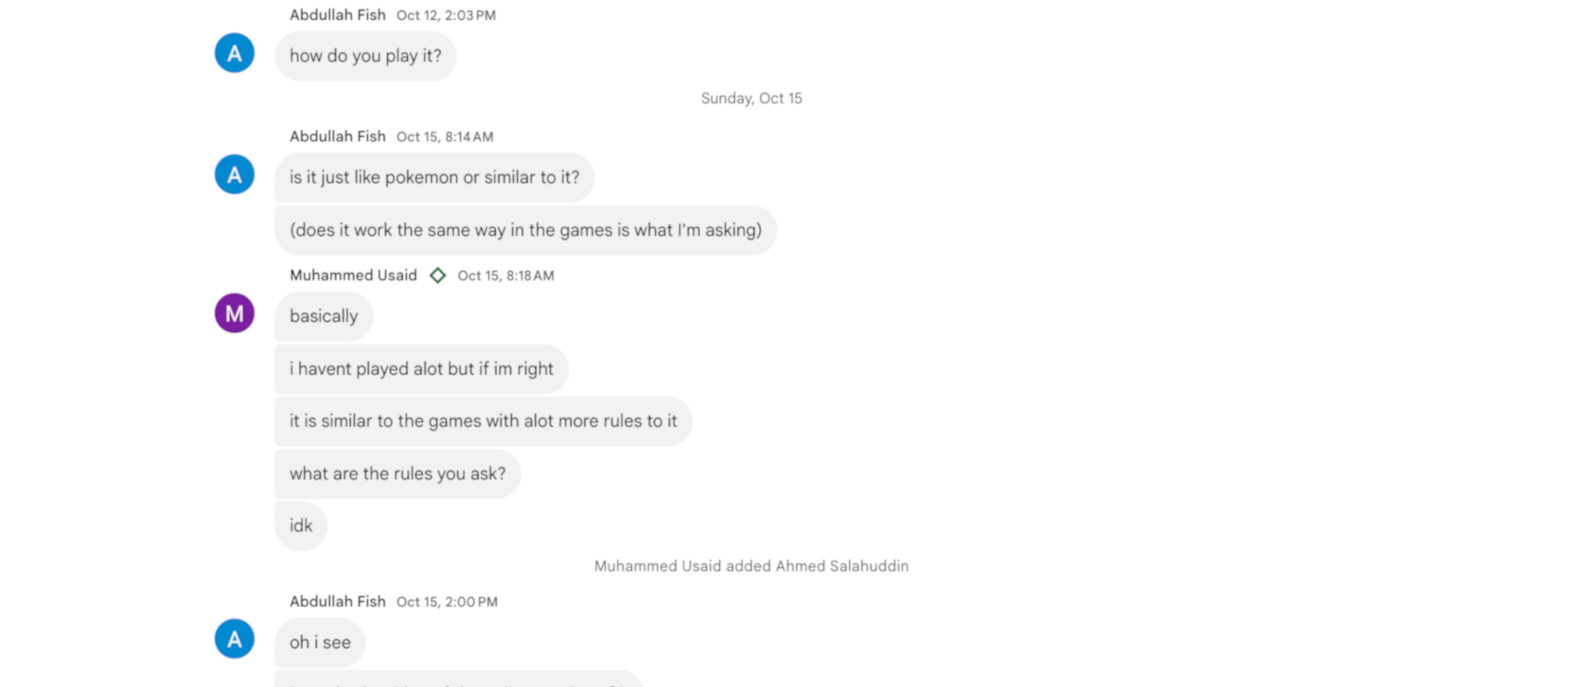 Abdullah Fish Oct 12, 2:03 PM
A
how do you play it?
Sunday, Oct 15
Abdullah Fish Oct 15, 8:14 AM
A
is it just like pokemon or similar to it?
(does it work the same way in the games is what I'm asking)
Muhammed Usaid Oct 15, 8:18 AM
M
basically
i havent played alot but if im right
it is similar to the games with alot more rules to it
what are the rules you ask?
idk
Muhammed Usaid added Ahmed Salahuddin
Abdullah Fish Oct 15, 2:00 PM
A
oh i see